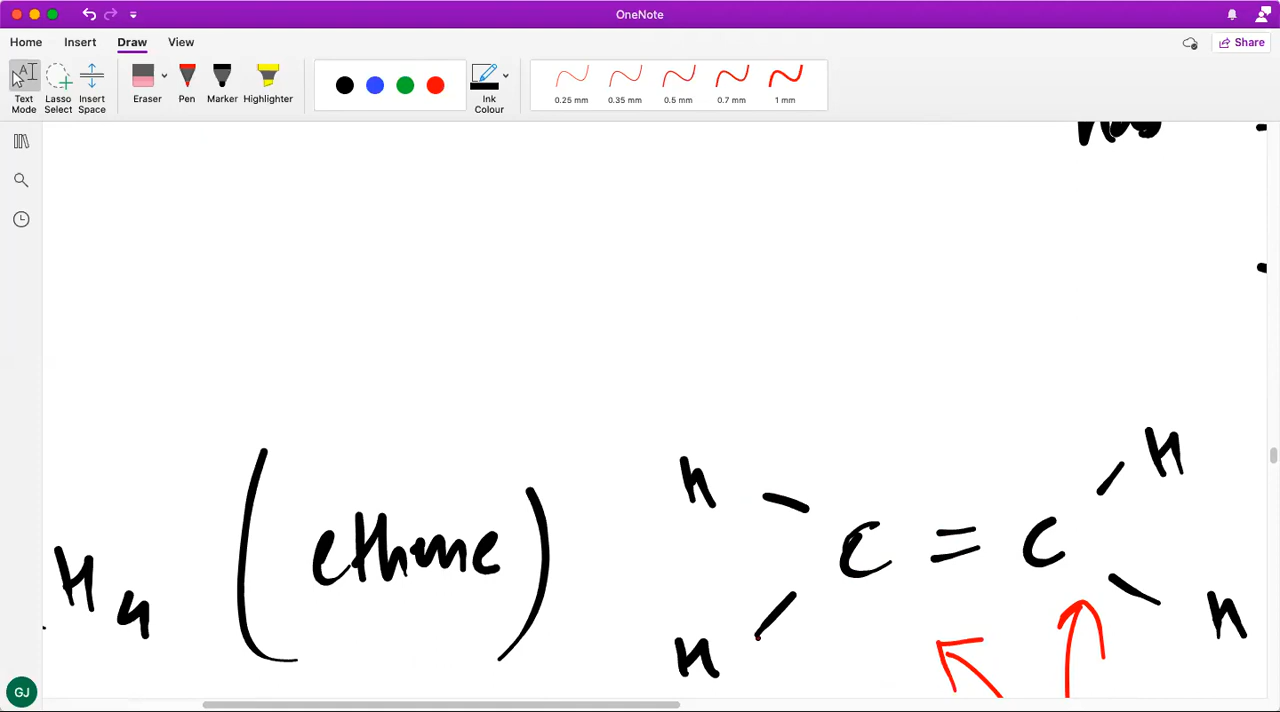 OneNote
Home Insert Draw View
Share
Text Mode
Lasso Select
Insert Space
Eraser
Pen
Marker
Highlighter
Ink Colour
0.25 mm
0.35 mm
0.5 mm
0.7 mm
1 mm
H H
H4 (ethene) C = C
H H
GJ